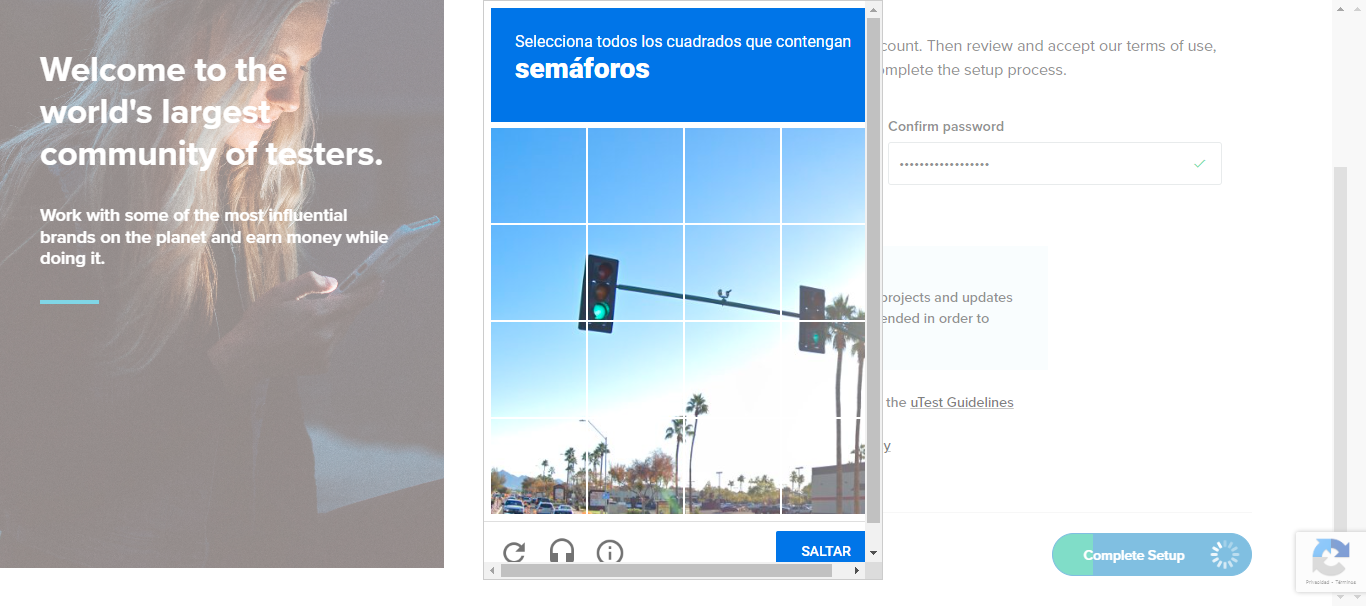 Welcome to the
world's largest
community of testers.
Work with some of the most influential
brands on the planet and earn money while
doing it.
Selecciona todos los cuadrados que contengan
semáforos
SALTAR
count. Then review and accept our terms of use,
omplete the setup process.
Confirm password
••••••••••••••••••
projects and updates
ended in order to
the uTest Guidelines
y
Complete Setup
Privacidad - Términos